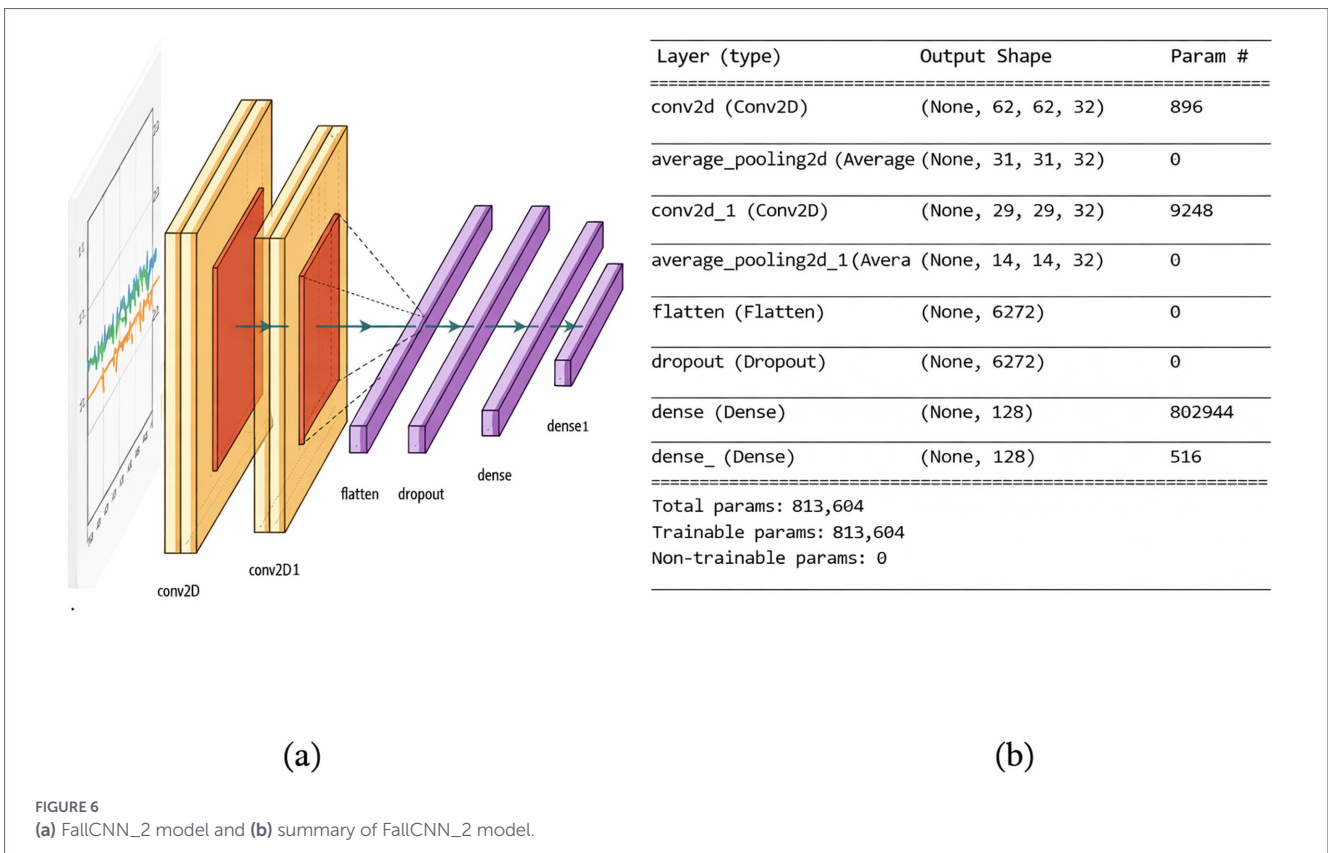 conv2D
conv2D1
flatten
dropout
dense
dense1
Layer (type) Output Shape Param #
=================================================================
conv2d (Conv2D) (None, 62, 62, 32) 896
average_pooling2d (Average (None, 31, 31, 32) 0
conv2d_1 (Conv2D) (None, 29, 29, 32) 9248
average_pooling2d_1(Avera (None, 14, 14, 32) 0
flatten (Flatten) (None, 6272) 0
dropout (Dropout) (None, 6272) 0
dense (Dense) (None, 128) 802944
dense_ (Dense) (None, 128) 516
=================================================================
Total params: 813,604
Trainable params: 813,604
Non-trainable params: 0
(a)
(b)
FIGURE 6
(a) FallCNN_2 model and (b) summary of FallCNN_2 model.